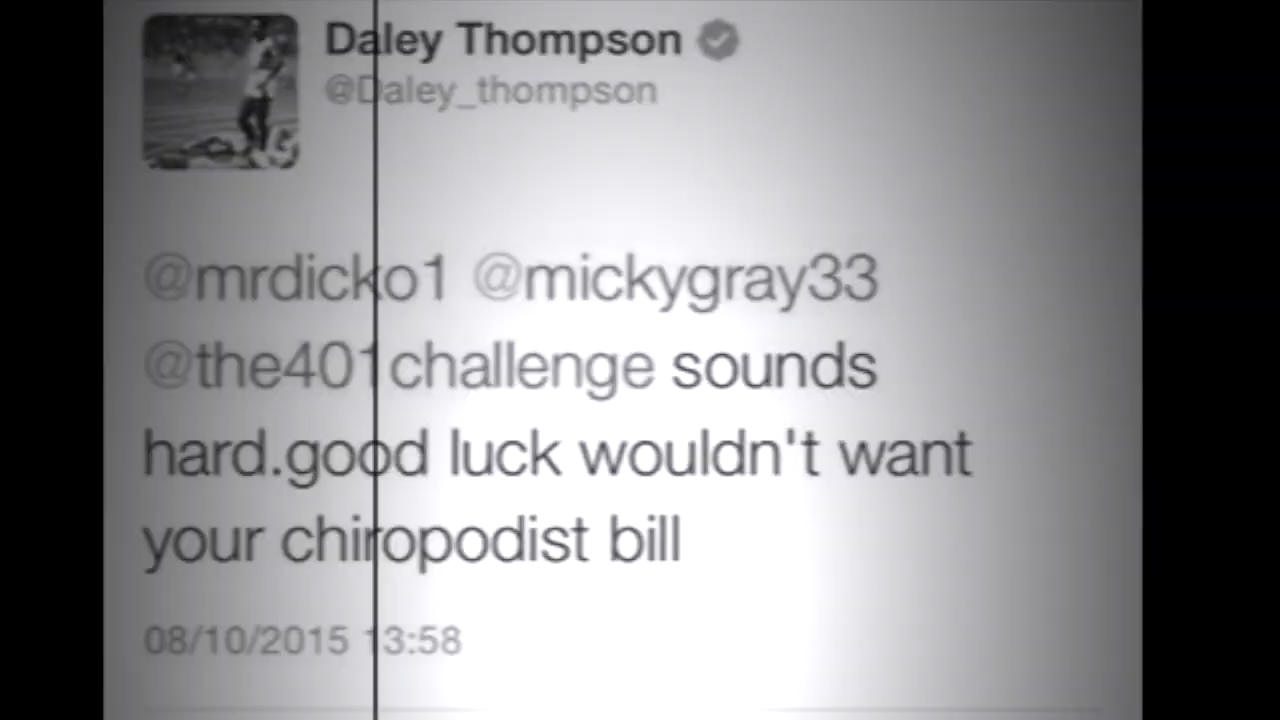 Daley Thompson
@Daley_thompson
@mrdicko1 @mickygray33
@the401challenge sounds
hard.good luck wouldn't want
your chiropodist bill
08/10/2015 13:58